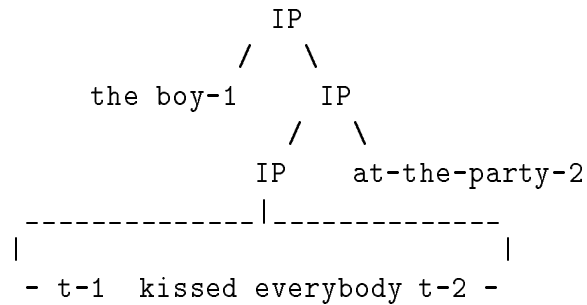 IP
the boy-1 IP
IP at-the-party-2
- t-1 kissed everybody t-2 -